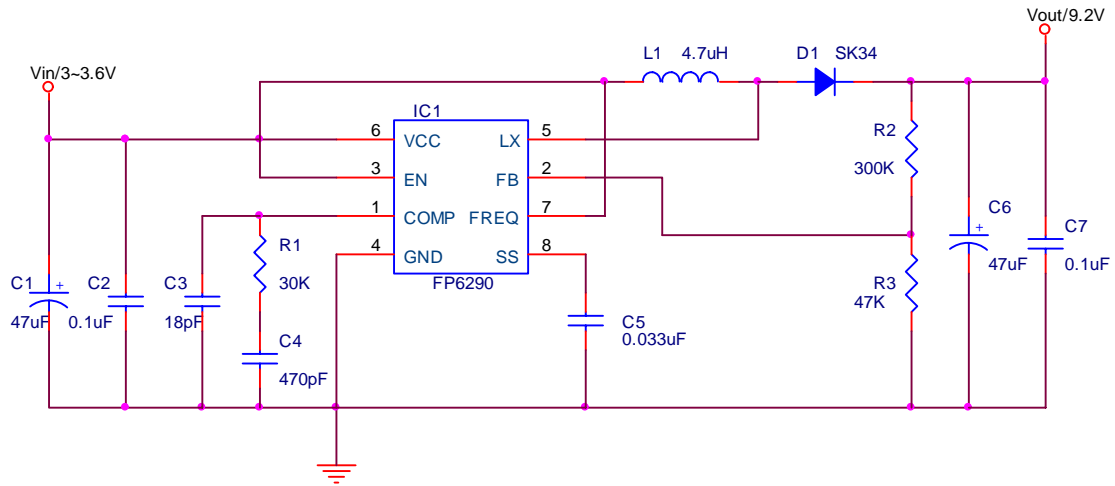 Vout/9.2V
Vin/3~3.6V
L1 4.7uH D1 SK34
IC1
6 VCC LX 5
R2
300K
3 EN FB 2
1 COMP FREQ 7
4 GND SS 8
FP6290
R1
30K
C1 + C2 C3
47uF 0.1uF 18pF
C4
470pF
C5
0.033uF
R3
47K
C6
+
47uF
C7
0.1uF